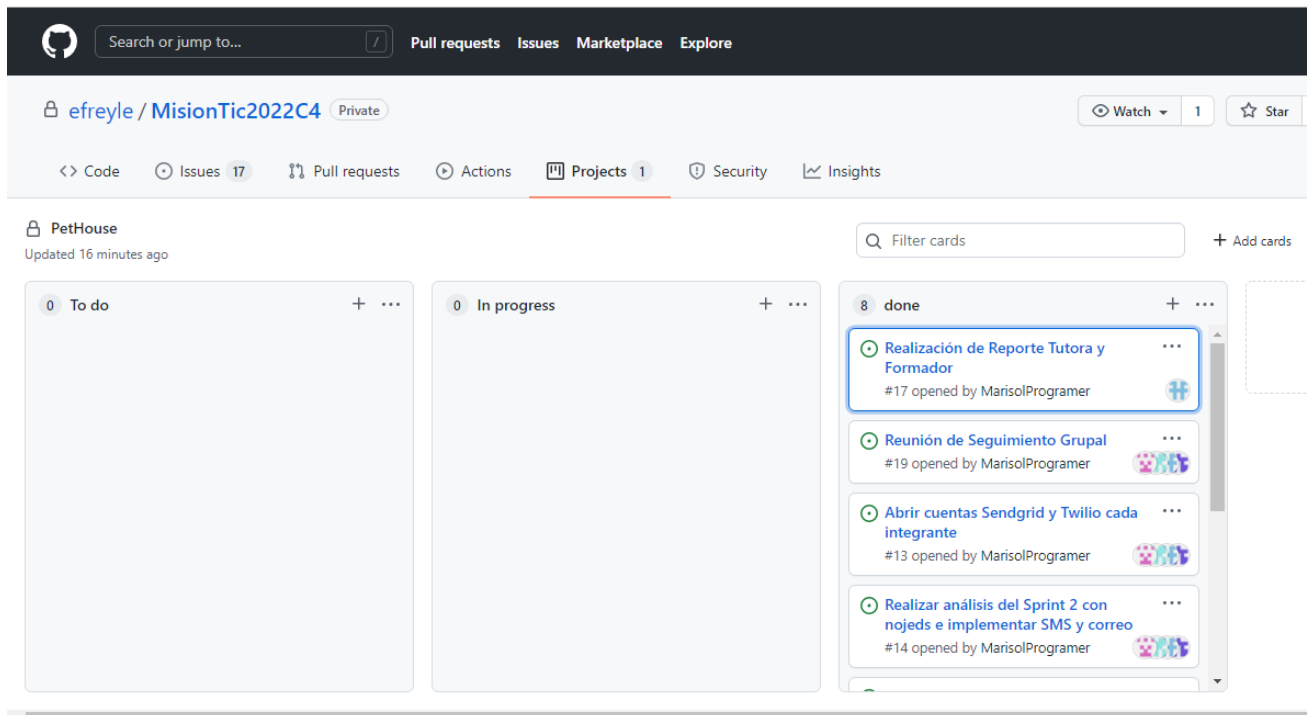 Search or jump to... / Pull requests Issues Marketplace Explore
efreyle / MisionTic2022C4 Private Watch 1 Star
<> Code Issues 17 Pull requests Actions Projects 1 Security Insights
PetHouse
Updated 16 minutes ago
Filter cards + Add cards
0 To do + ...
0 In progress + ...
8 done + ...
Realización de Reporte Tutora y ...
Formador
#17 opened by MarisolProgramer
Reunión de Seguimiento Grupal ...
#19 opened by MarisolProgramer
Abrir cuentas Sendgrid y Twilio cada ...
integrante
#13 opened by MarisolProgramer
Realizar análisis del Sprint 2 con ...
nojeds e implementar SMS y correo
#14 opened by MarisolProgramer